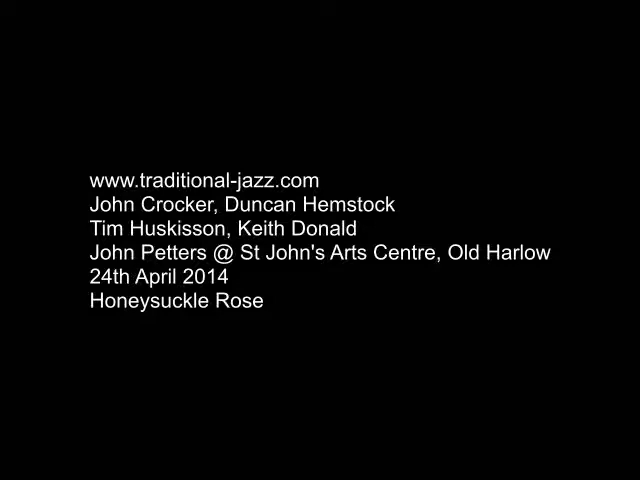 www.traditional-jazz.com
John Crocker, Duncan Hemstock
Tim Huskisson, Keith Donald
John Petters @ St John's Arts Centre, Old Harlow
24th April 2014
Honeysuckle Rose